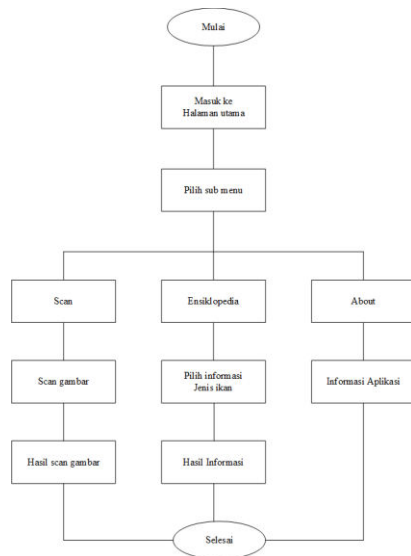 Mulai
Masuk ke
Halaman utama
Pilih sub menu
Scan
Ensiklopedia
About
Scan gambar
Pilih informasi
Jenis ikan
Informasi Aplikasi
Hasil scan gambar
Hasil Informasi
Selesai